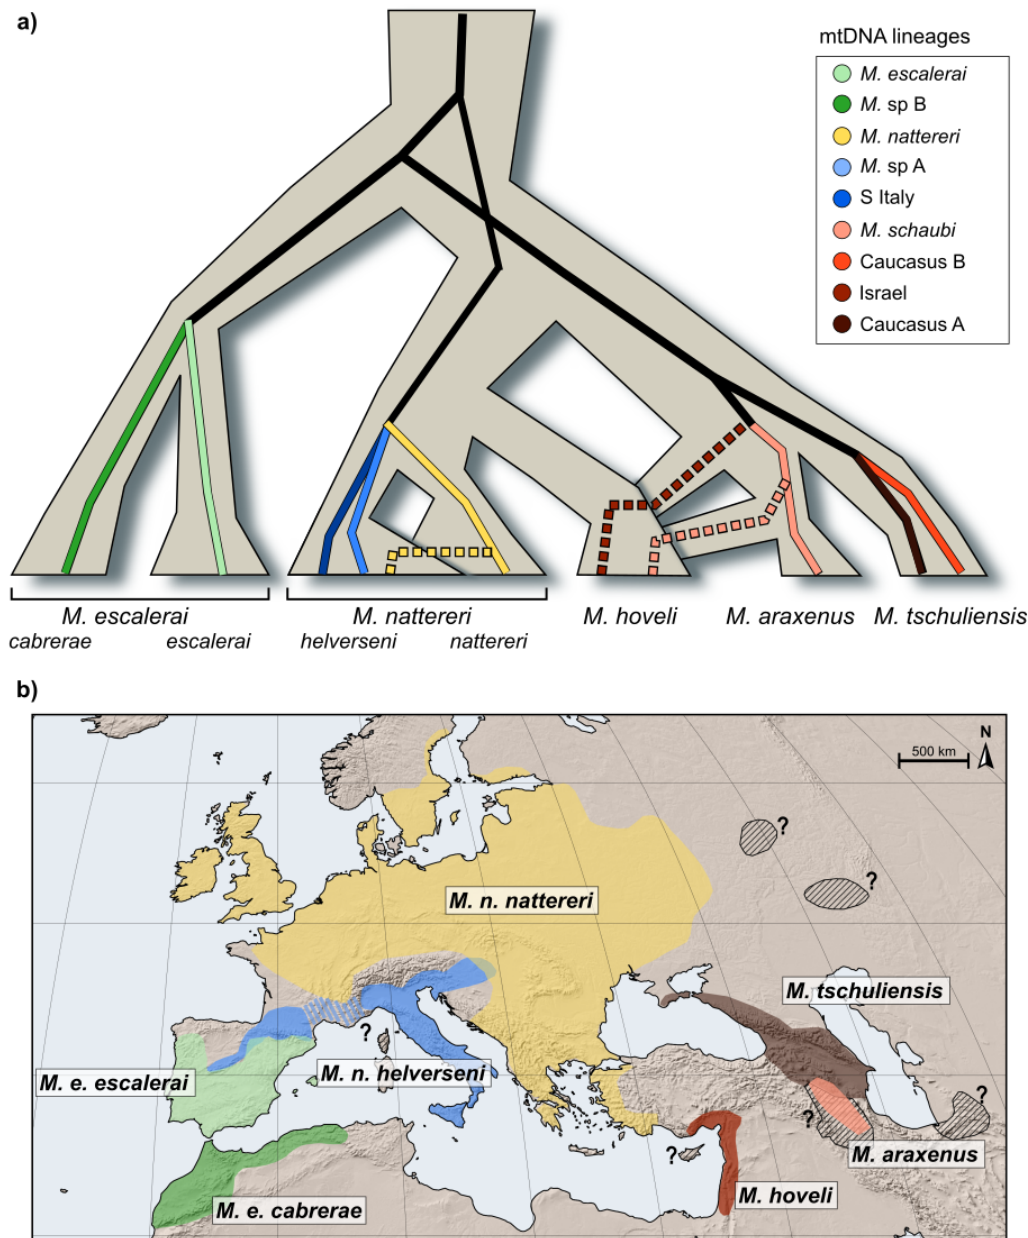 a)
mtDNA lineages
M. escalerai
M. sp B
M. nattereri
M. sp A
S Italy
M. schaubi
Caucasus B
Israel
Caucasus A
M. escalerai
M. nattereri
M. hoveli
M. araxenus
M. tschuliensis
cabrerae
escalerai
helverseni
nattereri
b)
N
500 km
?
?
M. n. nattereri
M. tschuliensis
?
M. e. escalerai
M. n. helverseni
?
?
M. araxenus
?
M. hoveli
M. e. cabrerae